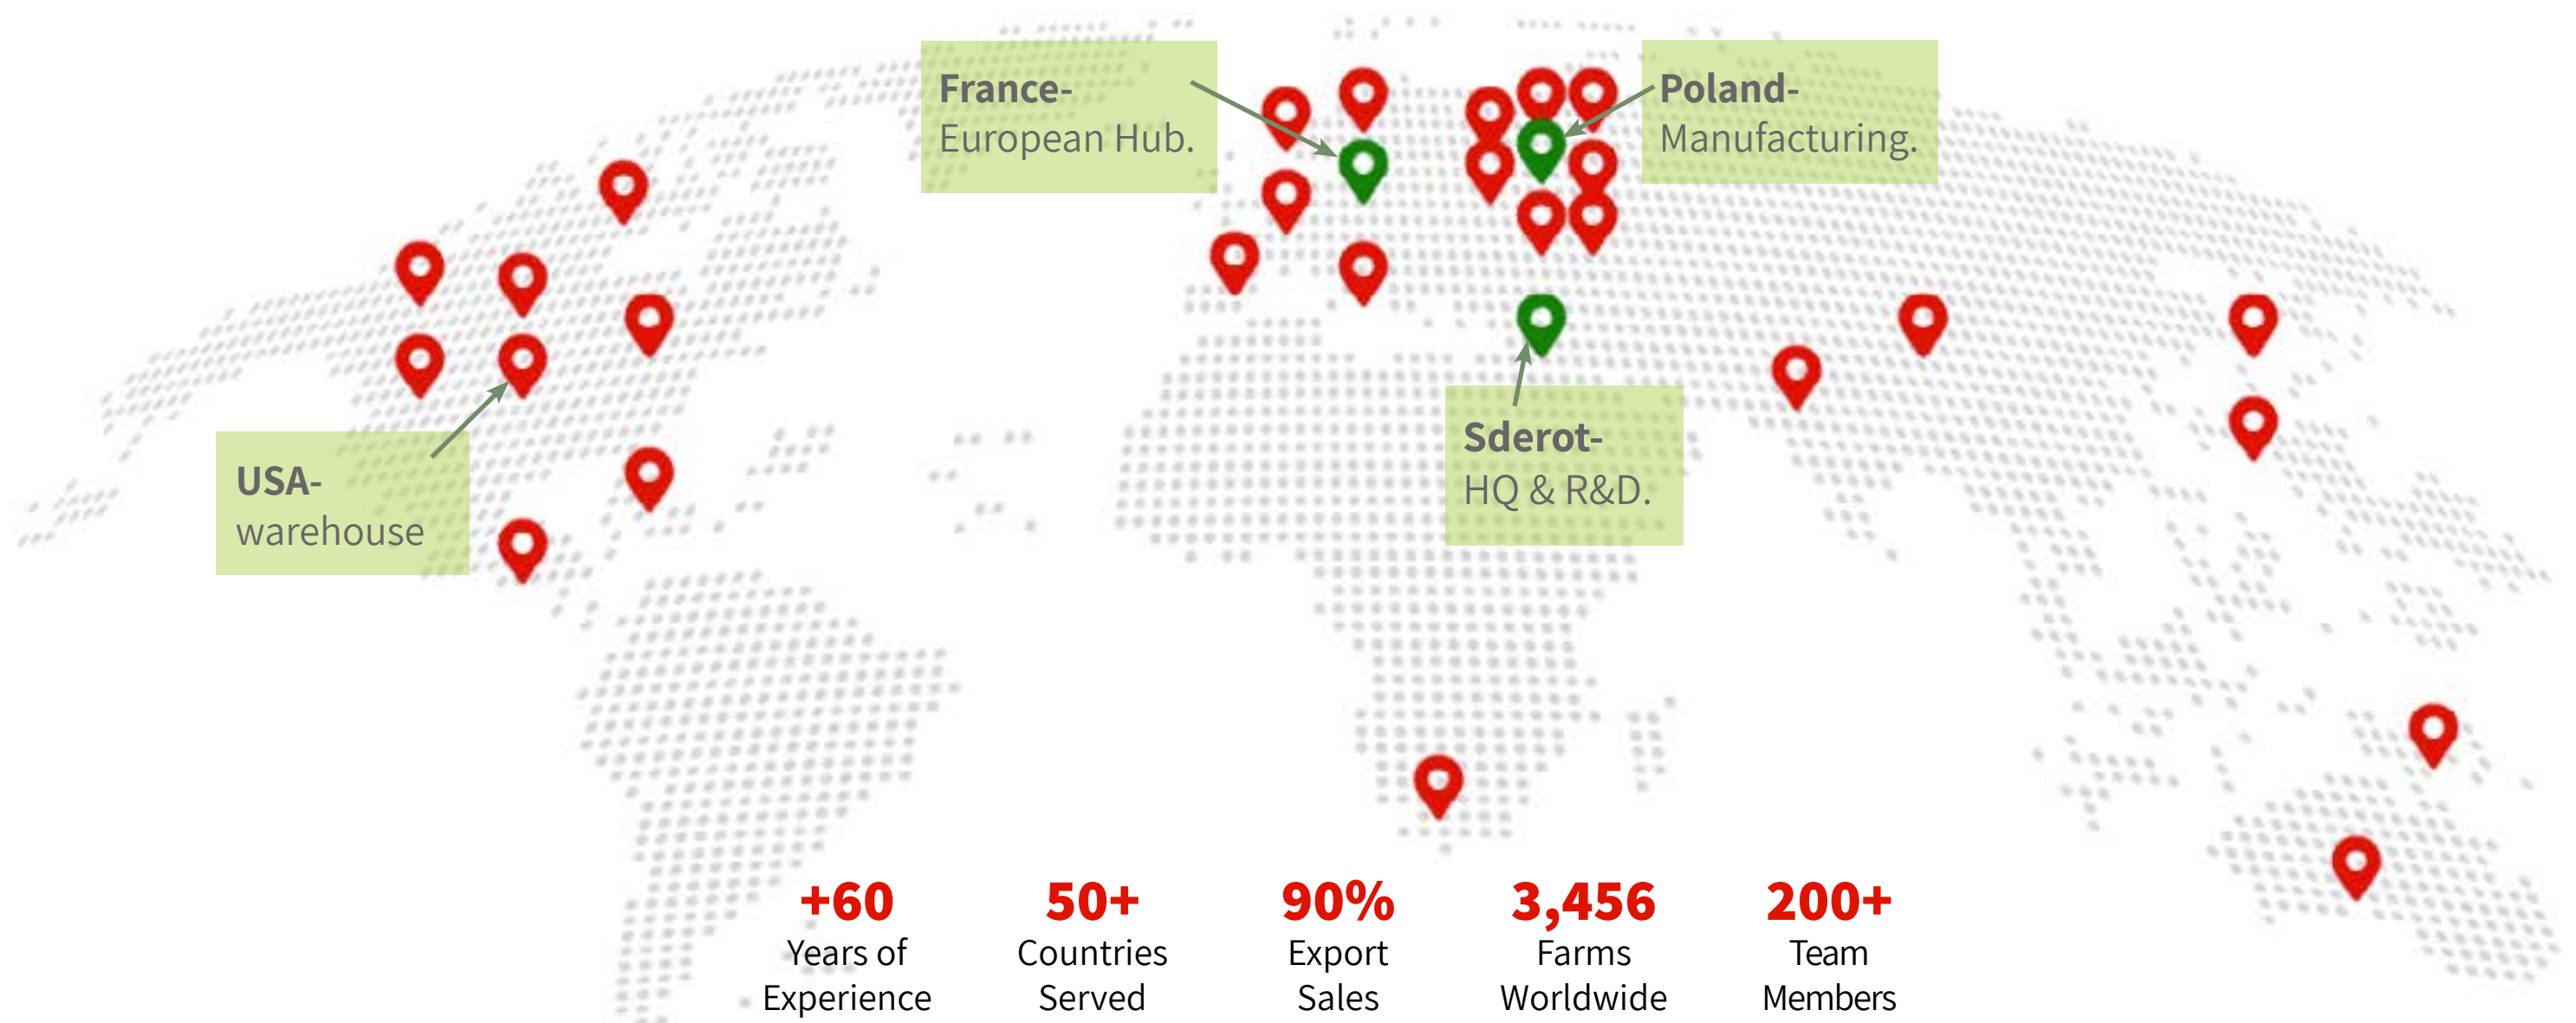 France-
European Hub.
Poland-
Manufacturing.
Sderot-
HQ & R&D.
USA-
warehouse
+60
Years of
Experience
50+
Countries
Served
90%
Export
Sales
3,456
Farms
Worldwide
200+
Team
Members